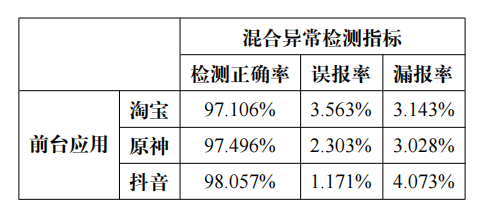 混合异常检测指标
检测正确率 误报率 漏报率
前台应用
淘宝 97.106% 3.563% 3.143%
原神 97.496% 2.303% 3.028%
抖音 98.057% 1.171% 4.073%